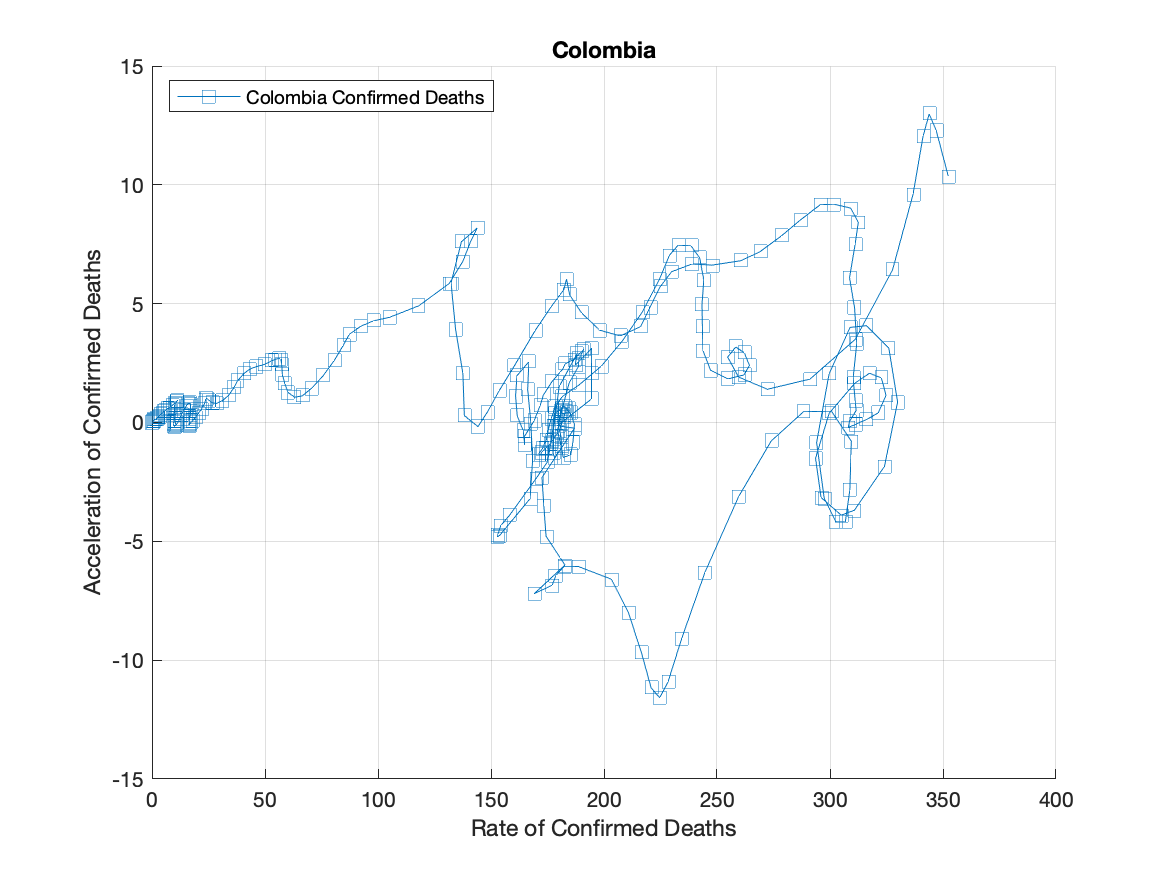 Colombia
Colombia Confirmed Deaths
Acceleration of Confirmed Deaths
15
10
5
0
-5
-10
-15
0 50 100 150 200 250 300 350 400
Rate of Confirmed Deaths